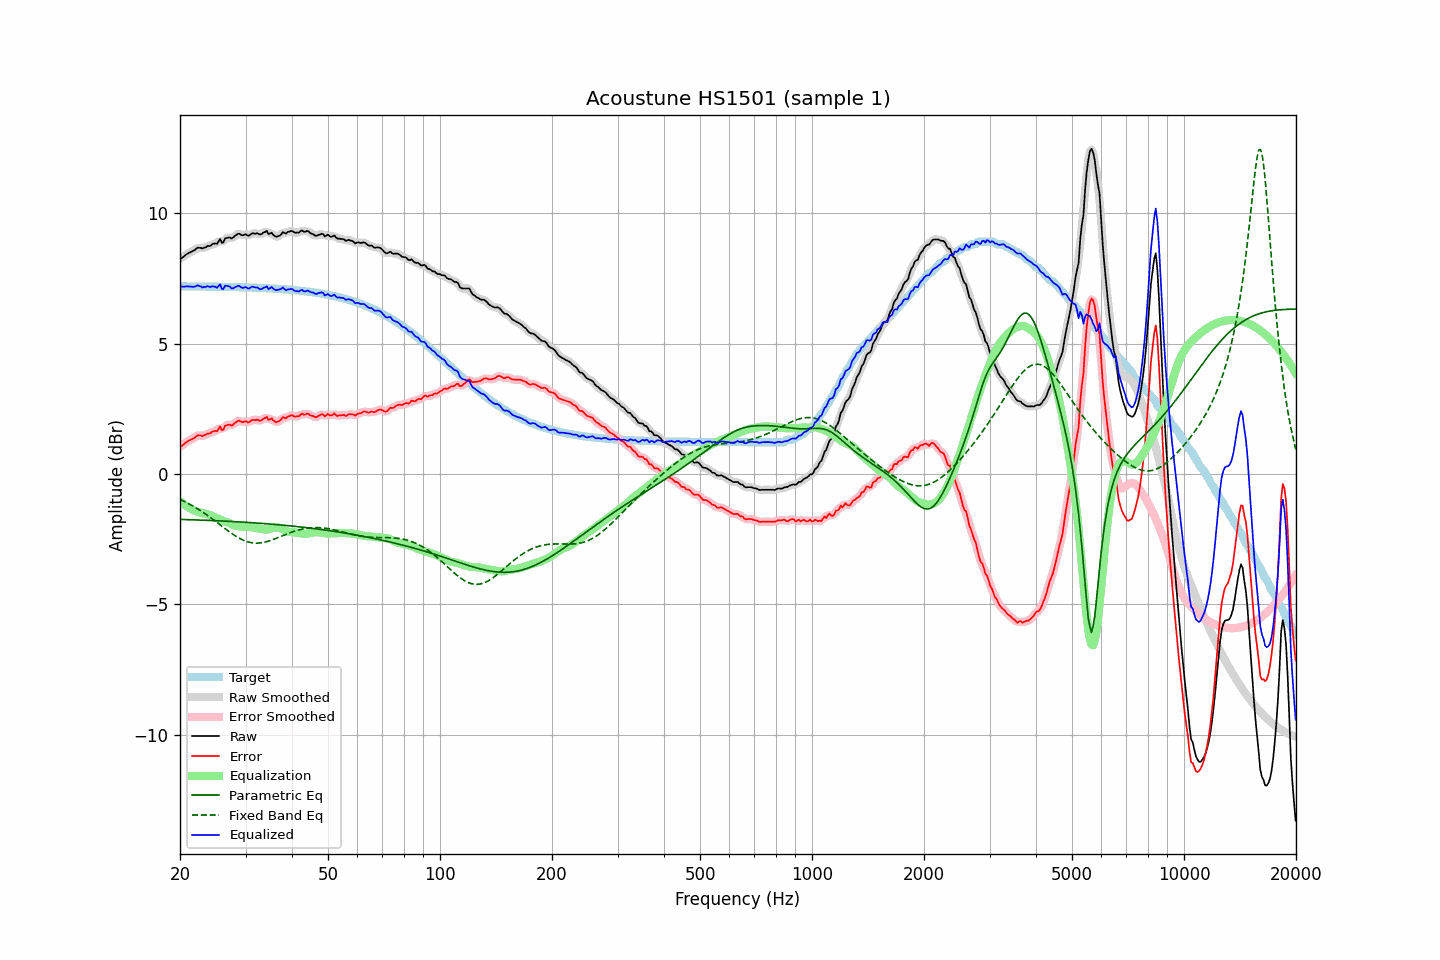 Acoustune HS1501 (sample 1)
Amplitude (dBr)
10
5
0
−5
−10
Target
Raw Smoothed
Error Smoothed
Raw
Error
Equalization
Parametric Eq
Fixed Band Eq
Equalized
20 50 100 200 500 1000 2000 5000 10000 20000
Frequency (Hz)